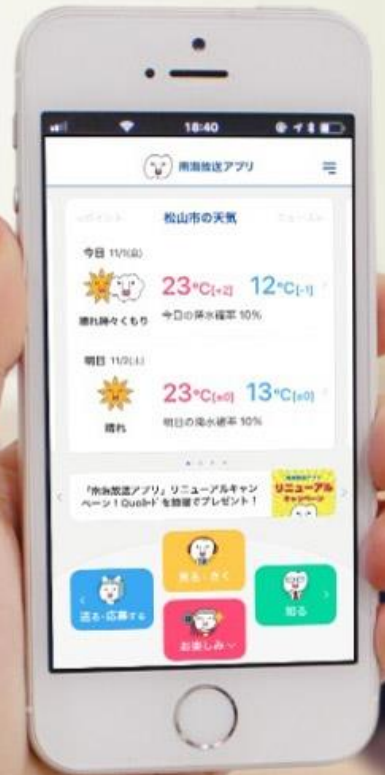 18:40
南海放送アプリ
松山市の天気
今日 11/1(金)
23℃[+2] 12℃[-1]
晴れ時々くもり
今日の降水確率 10%
明日 11/2(土)
23℃[±0] 13℃[±0]
晴れ
明日の降水確率 10%
「南海放送アプリ」リニューアルキャン
ペーン！Quoカードを抽選でプレゼント！
リニューアル
キャンペーン
見る・きく
送る・応募する
知る
お楽しみ